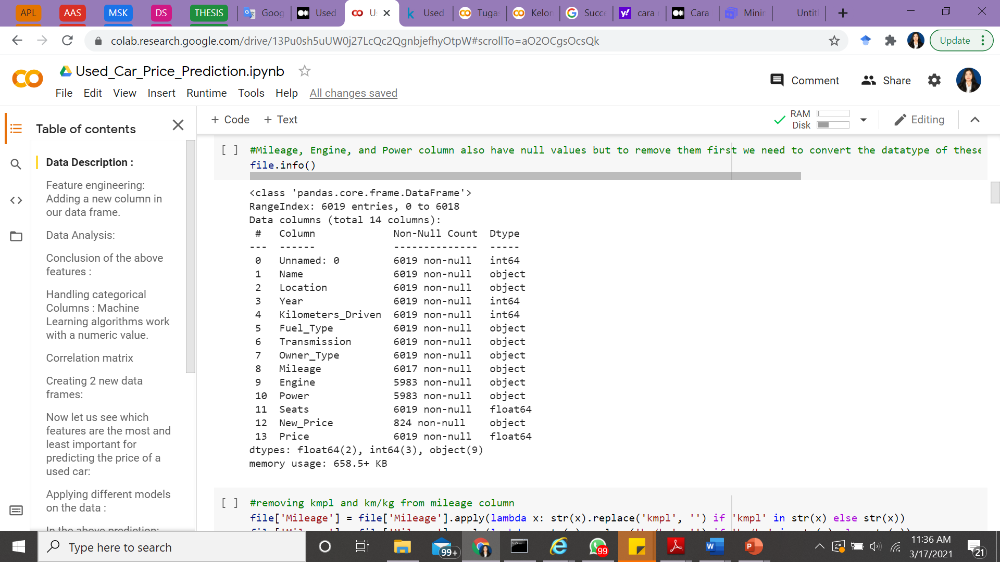 APL
AAS
MSK
DS
THESIS
Goog
Used
Us
Used
Tugas
Kelon
Succe
cara
Cara
Minin
Untitl
colab.research.google.com/drive/13Pu0sh5uUW0j27LcQc2QgnbjefhyOtpW#scrollTo=aO2OCgsOcsQk
Update
Used_Car_Price_Prediction.ipynb
Comment
Share
File Edit View Insert Runtime Tools Help All changes saved
Table of contents
+ Code + Text
RAM
Disk
Editing
Data Description :
Feature engineering:
Adding a new column in
our data frame.
Data Analysis:
Conclusion of the above
features :
Handling categorical
Columns : Machine
Learning algorithms work
with a numeric value.
Correlation matrix
Creating 2 new data
frames:
Now let us see which
features are the most and
least important for
predicting the price of a
used car:
Applying different models
on the data :
In the above prediction:
[ ] #Mileage, Engine, and Power column also have null values but to remove them first we need to convert the datatype of these
file.info()
<class 'pandas.core.frame.DataFrame'>
RangeIndex: 6019 entries, 0 to 6018
Data columns (total 14 columns):
# Column Non-Null Count Dtype
--- ------ -------------- -----
0 Unnamed: 0 6019 non-null int64
1 Name 6019 non-null object
2 Location 6019 non-null object
3 Year 6019 non-null int64
4 Kilometers_Driven 6019 non-null int64
5 Fuel_Type 6019 non-null object
6 Transmission 6019 non-null object
7 Owner_Type 6019 non-null object
8 Mileage 6017 non-null object
9 Engine 5983 non-null object
10 Power 5983 non-null object
11 Seats 6019 non-null float64
12 New_Price 824 non-null object
13 Price 6019 non-null float64
dtypes: float64(2), int64(3), object(9)
memory usage: 658.5+ KB
[ ] #removing kmpl and km/kg from mileage column
file['Mileage'] = file['Mileage'].apply(lambda x: str(x).replace('kmpl', '') if 'kmpl' in str(x) else str(x))
Type here to search
99+
99
11:36 AM
3/17/2021
21